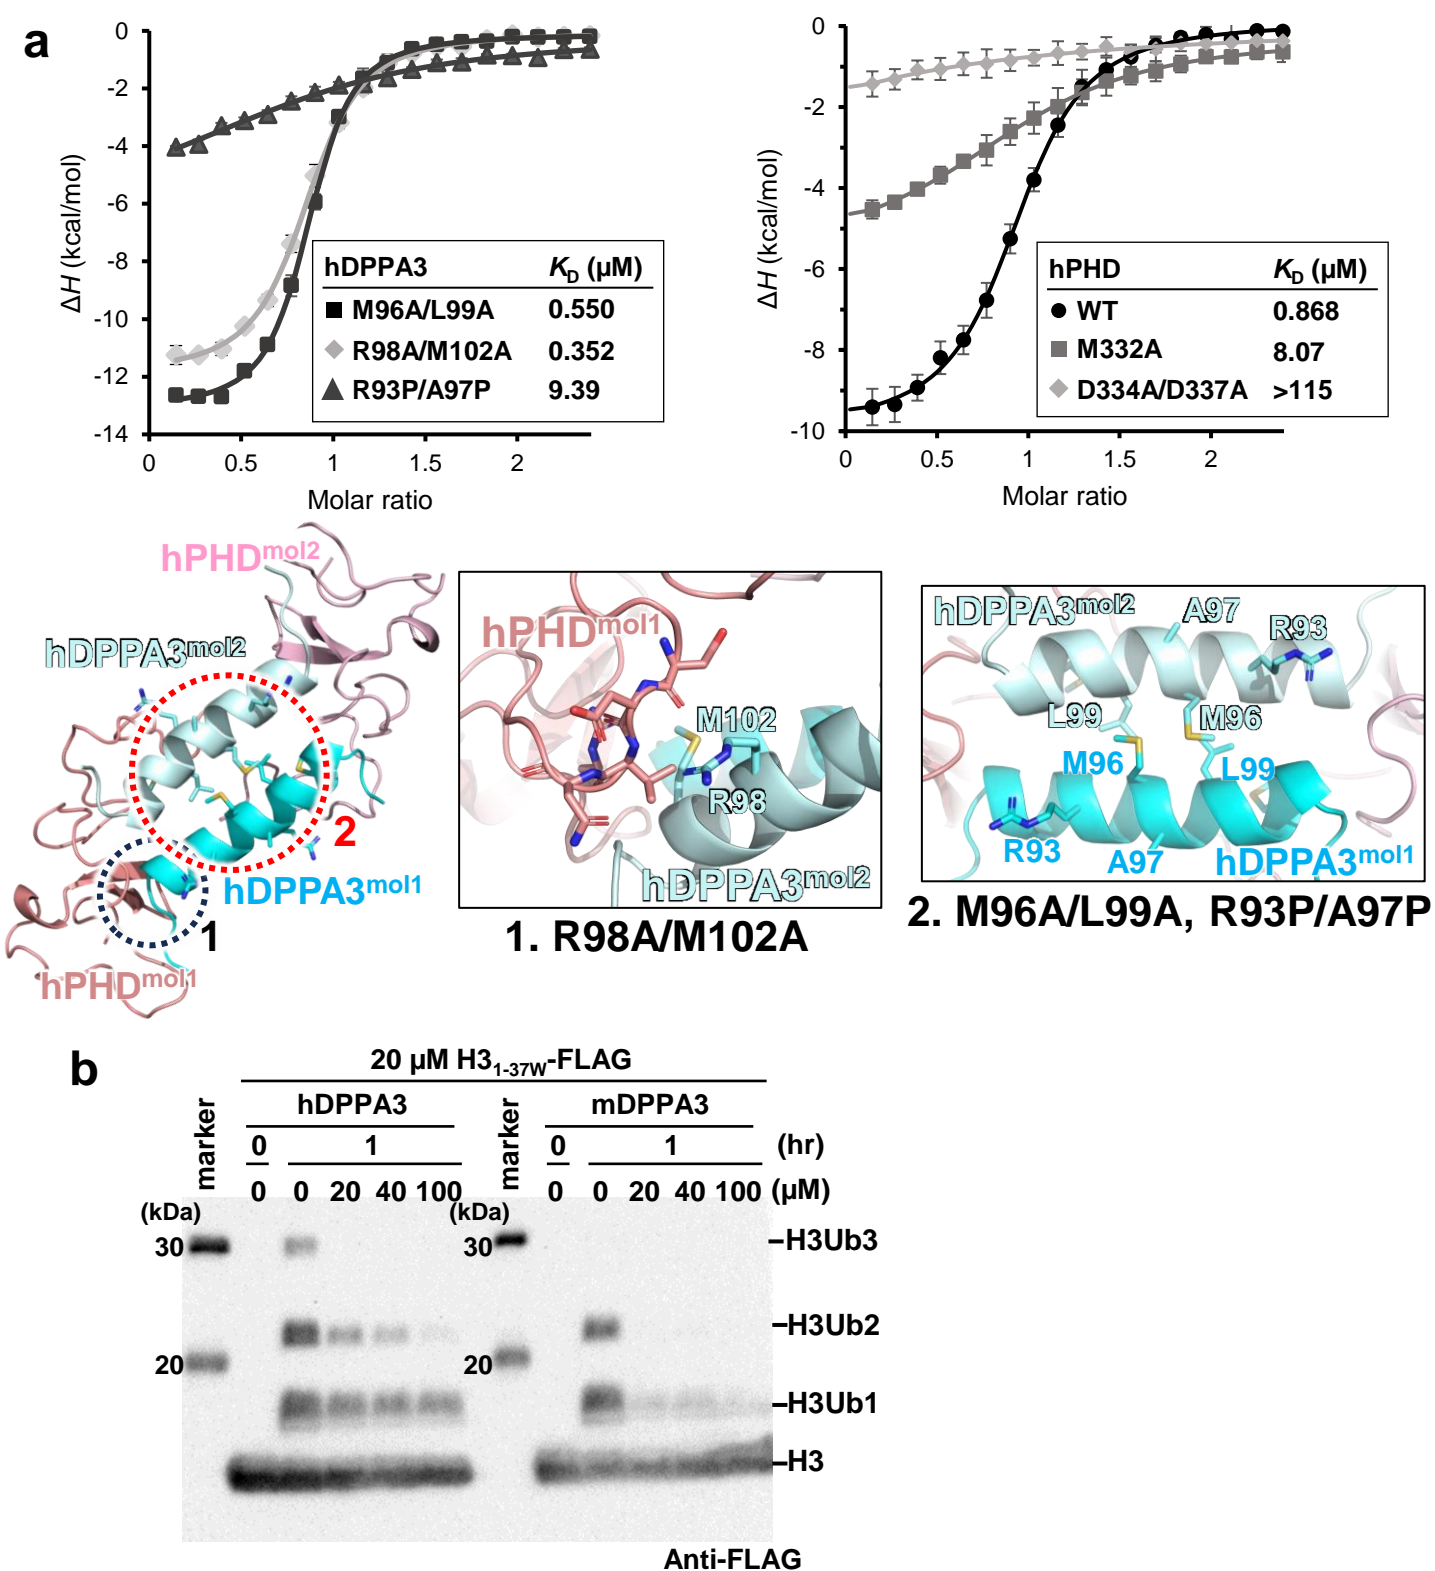 a
0
-2
-4
-6
-8
-10
-12
-14
ΔH (kcal/mol)
0 0.5 1 1.5 2
Molar ratio
hDPPA3 KD (µM)
M96A/L99A 0.550
R98A/M102A 0.352
R93P/A97P 9.39
0
-2
-4
-6
-8
-10
ΔH (kcal/mol)
0 0.5 1 1.5 2
Molar ratio
hPHD KD (µM)
WT 0.868
M332A 8.07
D334A/D337A >115
hPHDmol2
hDPPA3mol2
2
hDPPA3mol1
1
hPHDmol1
hPHDmol1
M102
R98
hDPPA3mol2
1. R98A/M102A
hDPPA3mol2
A97
R93
L99
M96
M96
L99
R93
A97
hDPPA3mol1
2. M96A/L99A, R93P/A97P
b
20 µM H31-37W-FLAG
marker
hDPPA3
marker
mDPPA3
0 1 0 1 (hr)
0 0 20 40 100 0 0 20 40 100 (µM)
(kDa) (kDa)
30 30 H3Ub3
H3Ub2
20 20
H3Ub1
H3
Anti-FLAG